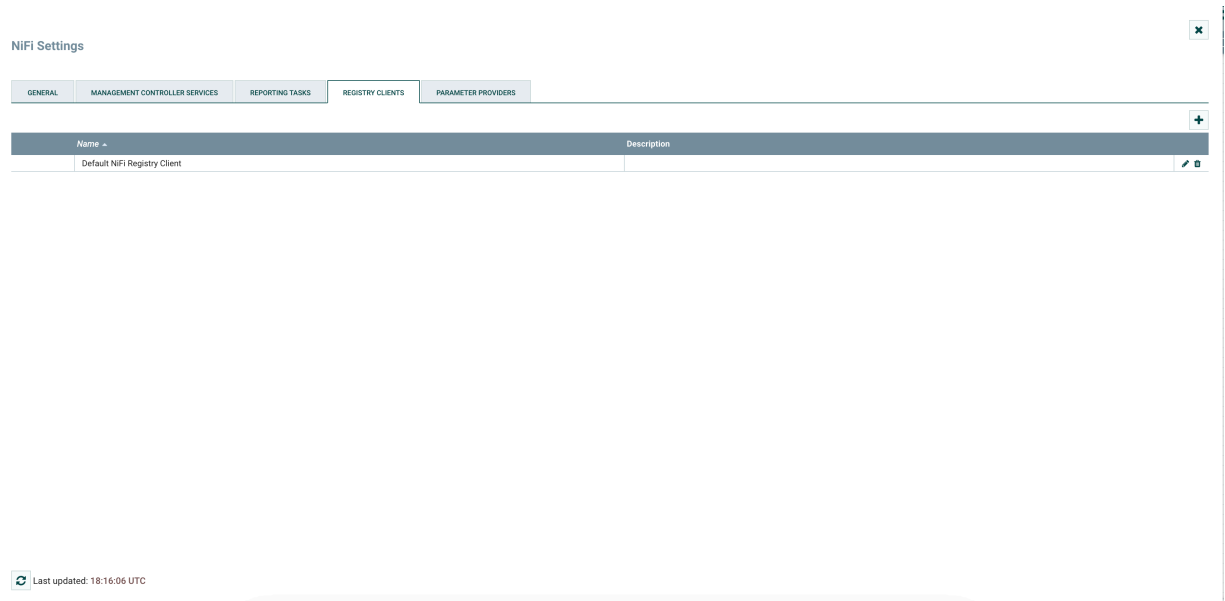 NiFi Settings
GENERAL MANAGEMENT CONTROLLER SERVICES REPORTING TASKS REGISTRY CLIENTS PARAMETER PROVIDERS
Name Description
Default NiFi Registry Client
Last updated: 18:16:06 UTC